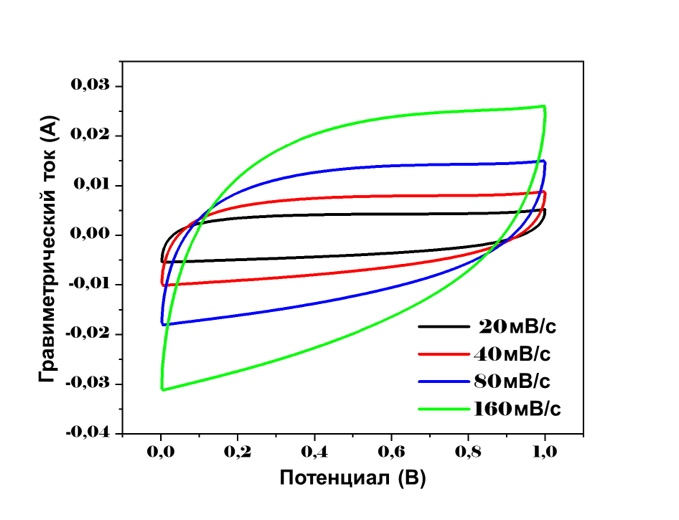 Гравиметрический ток (А)
0,03
0,02
0,01
0,00
-0,01
-0,02
-0,03
-0,04
20мВ/с
40мВ/с
80мВ/с
160мВ/с
0,0 0,2 0,4 0,6 0,8 1,0
Потенциал (В)